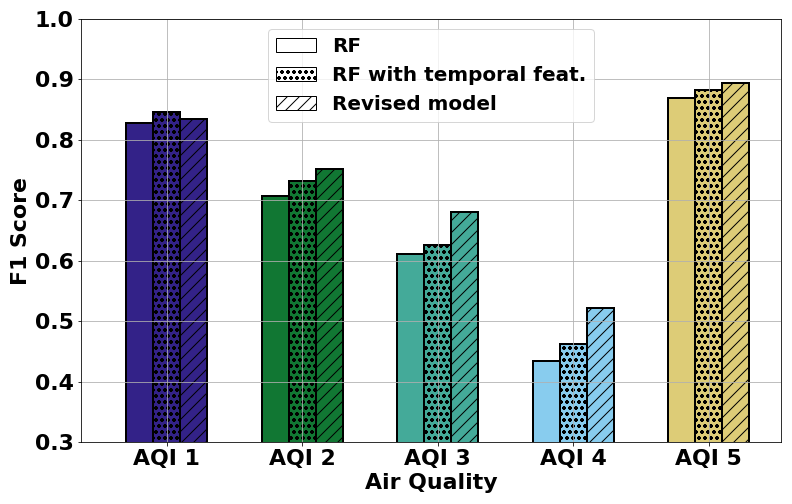 1.0
0.9
0.8
0.7
0.6
0.5
0.4
0.3
F1 Score
RF
RF with temporal feat.
Revised model
AQI 1 AQI 2 AQI 3 AQI 4 AQI 5
Air Quality